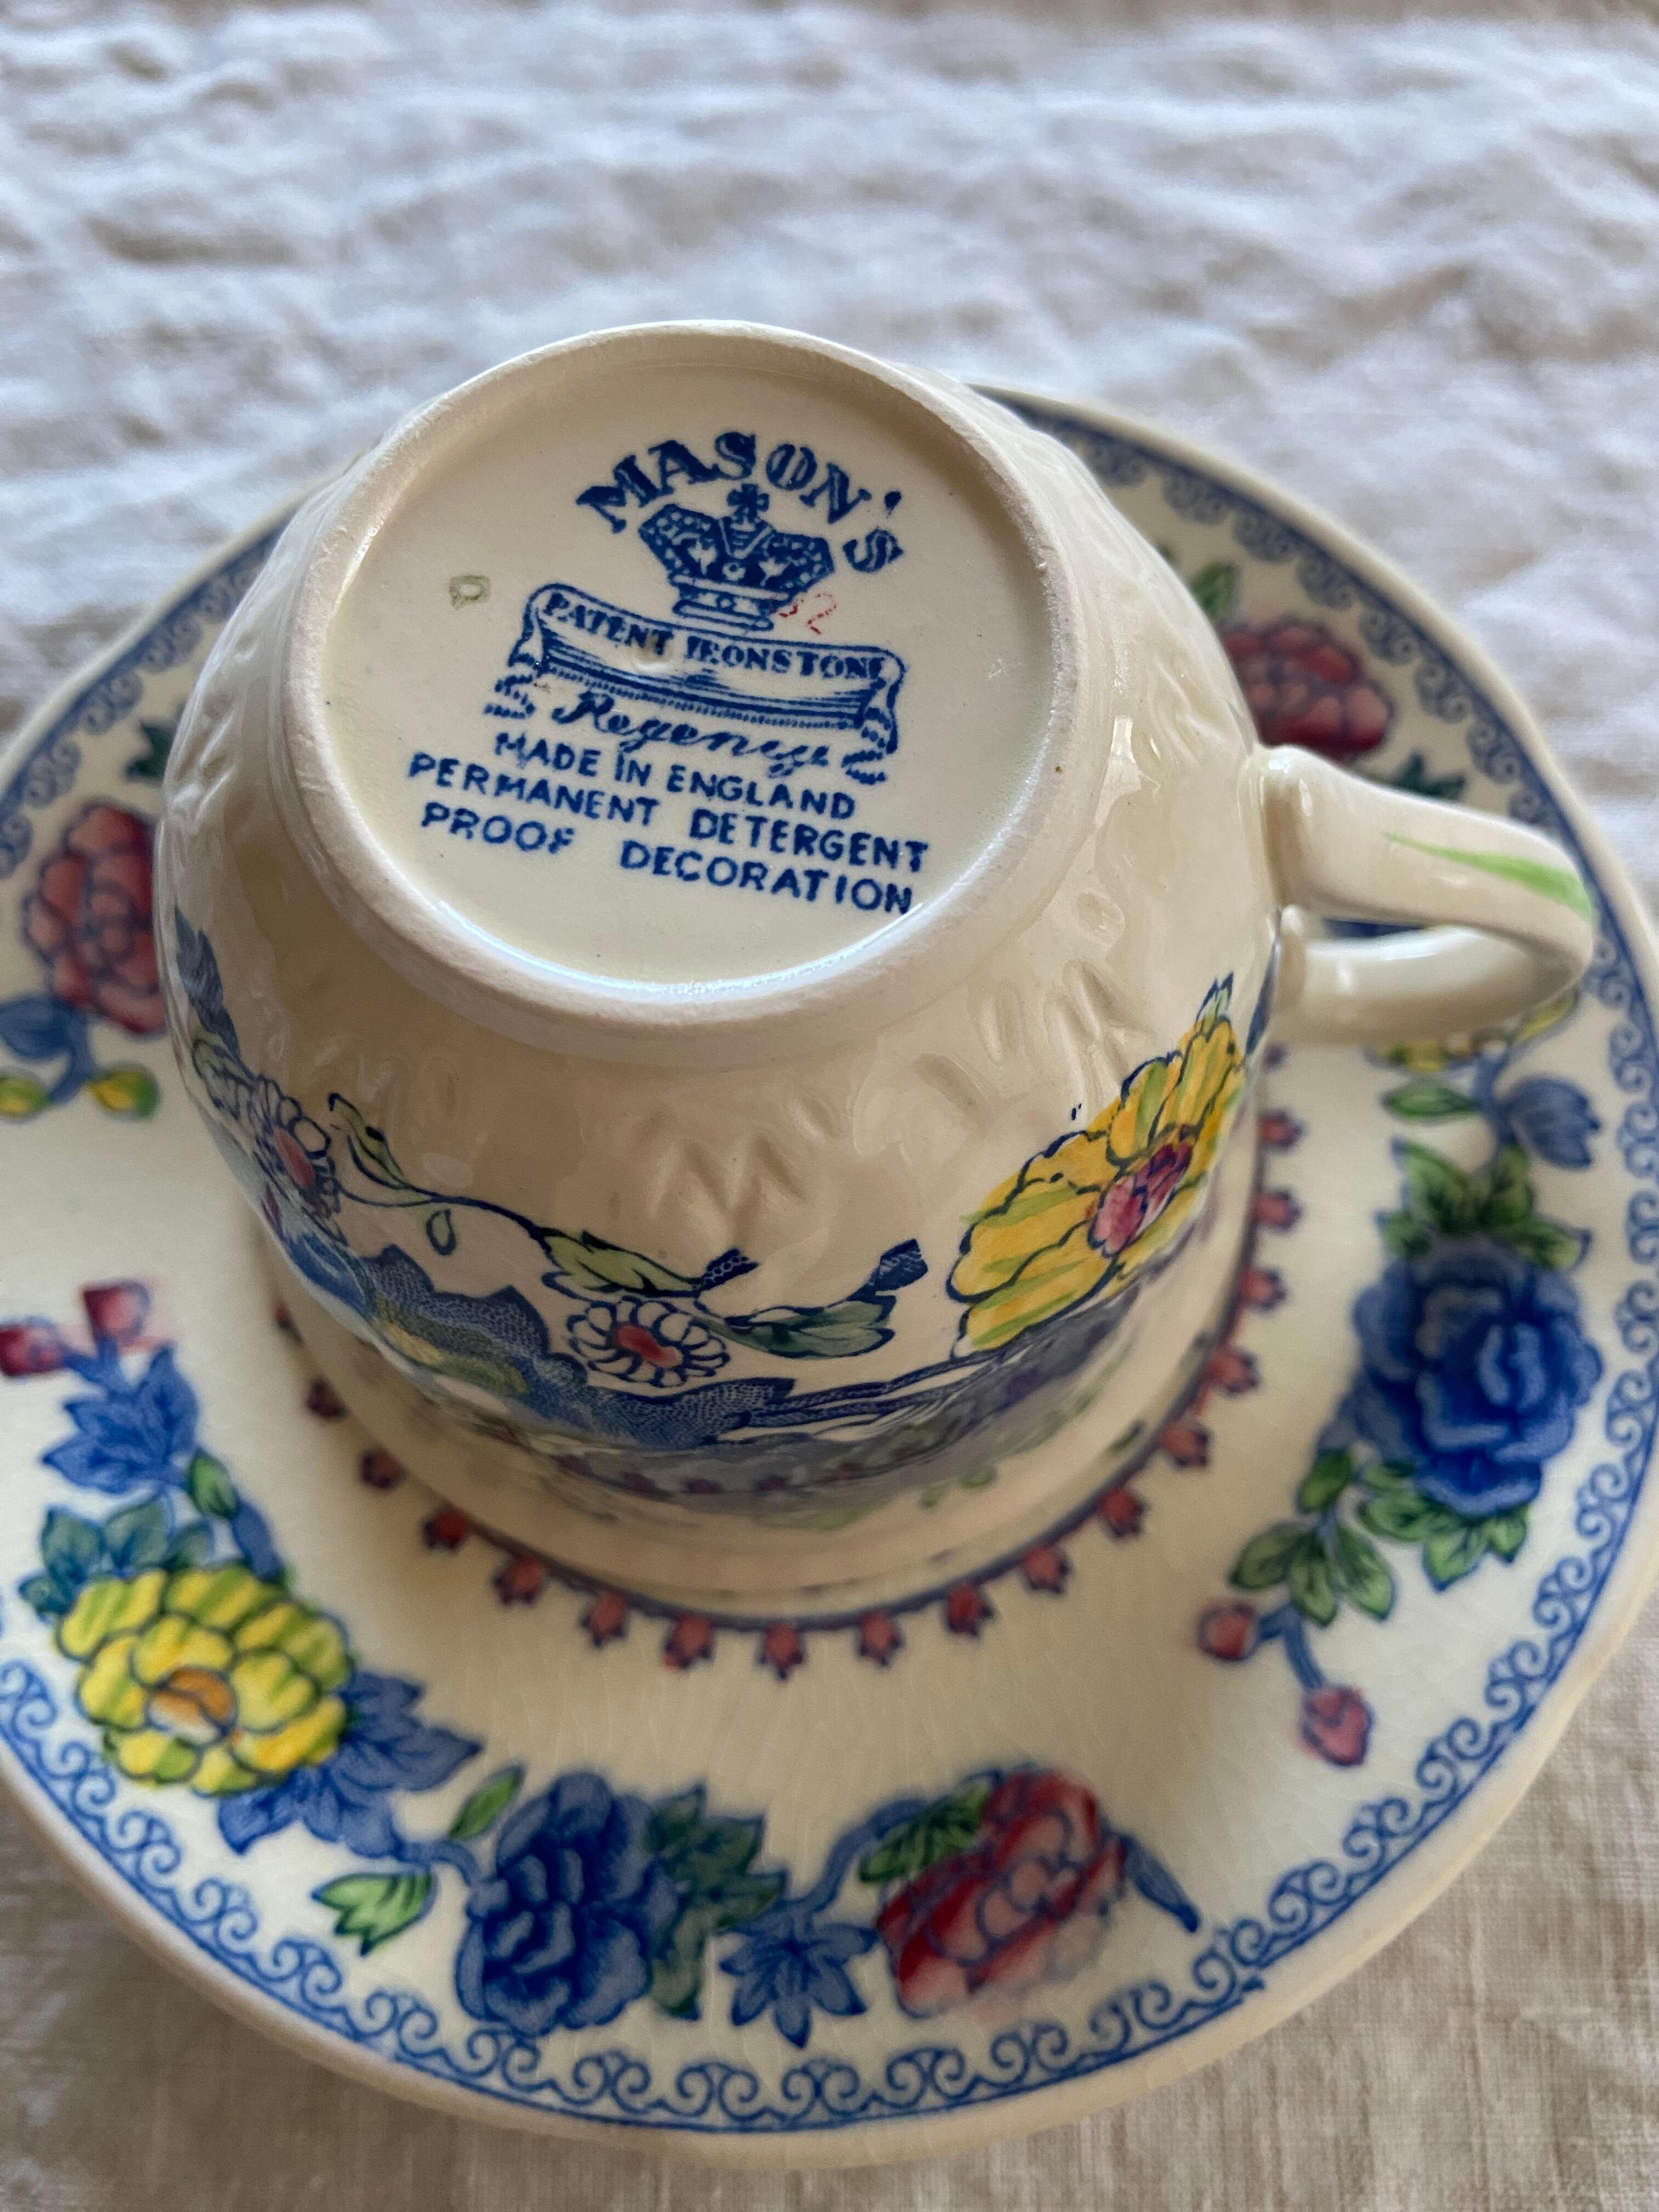 MASON'S
PATENT IRONSTONE
Regency
MADE IN ENGLAND
PERMANENT DETERGENT
PROOF DECORATION